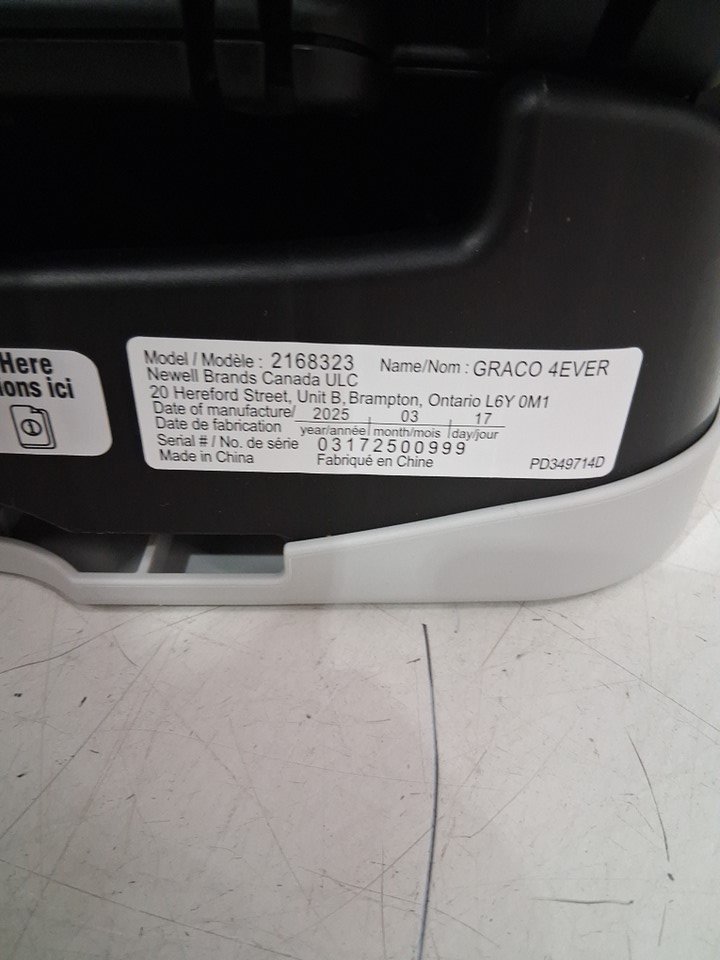 Here
ions ici
Model / Modèle : 2168323 Name/Nom : GRACO 4EVER
Newell Brands Canada ULC
20 Hereford Street, Unit B, Brampton, Ontario L6Y 0M1
Date of manufacture/ 2025 03 17
Date de fabrication year/année month/mois day/jour
Serial # / No. de série 03172500999
Made in China Fabriqué en Chine PD349714D